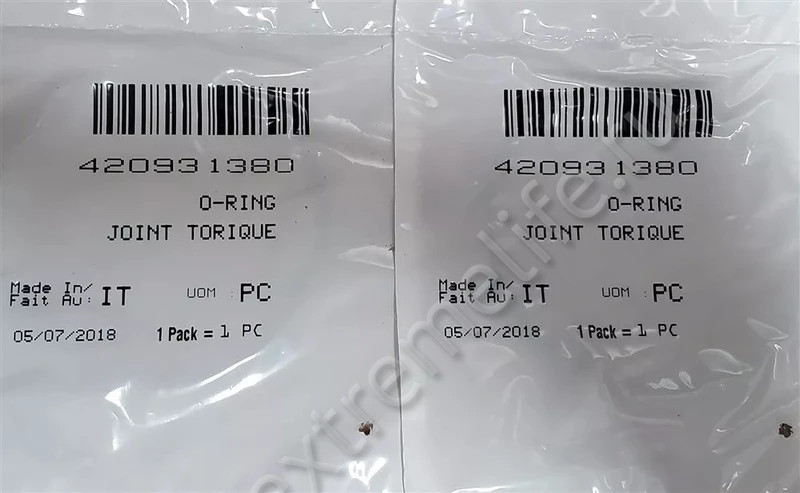 420931380
O-RING
JOINT TORIQUE
Made In/
Fait Au: IT
UOM : PC
05/07/2018
1 Pack = 1 PC
420931380
O-RING
JOINT TORIQUE
Made In/
Fait Au: IT
UOM : PC
05/07/2018
1 Pack = 1 PC
extremelife.ru